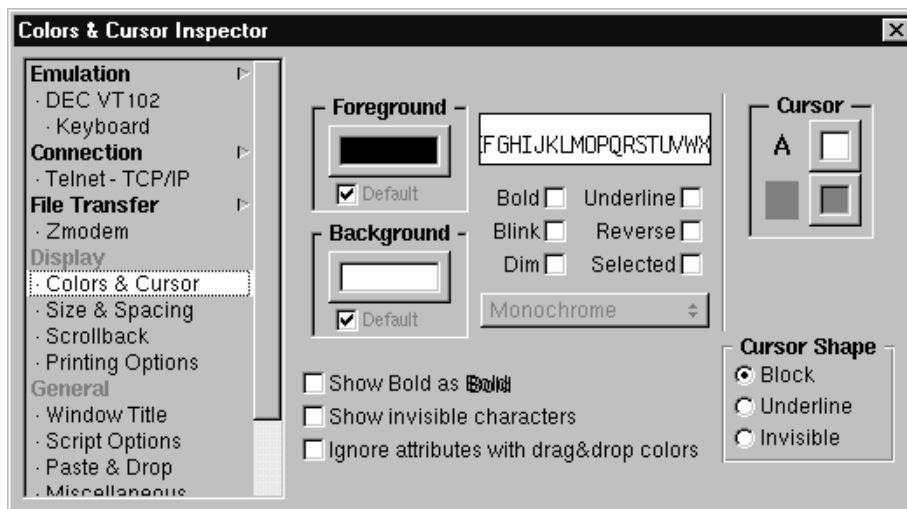 Colors & Cursor Inspector
Emulation
· DEC VT102
· Keyboard
Connection
· Telnet - TCP/IP
File Transfer
· Zmodem
Display
· Colors & Cursor
· Size & Spacing
· Scrollback
· Printing Options
General
· Window Title
· Script Options
· Paste & Drop
· Miscellaneous
Foreground
Default
Background
Default
FGHIJKLMOPQRSTUVWX
Bold Underline
Blink Reverse
Dim Selected
Monochrome
Show Bold as Bold
Show invisible characters
Ignore attributes with drag&drop colors
Cursor
A
Cursor Shape
Block
Underline
Invisible